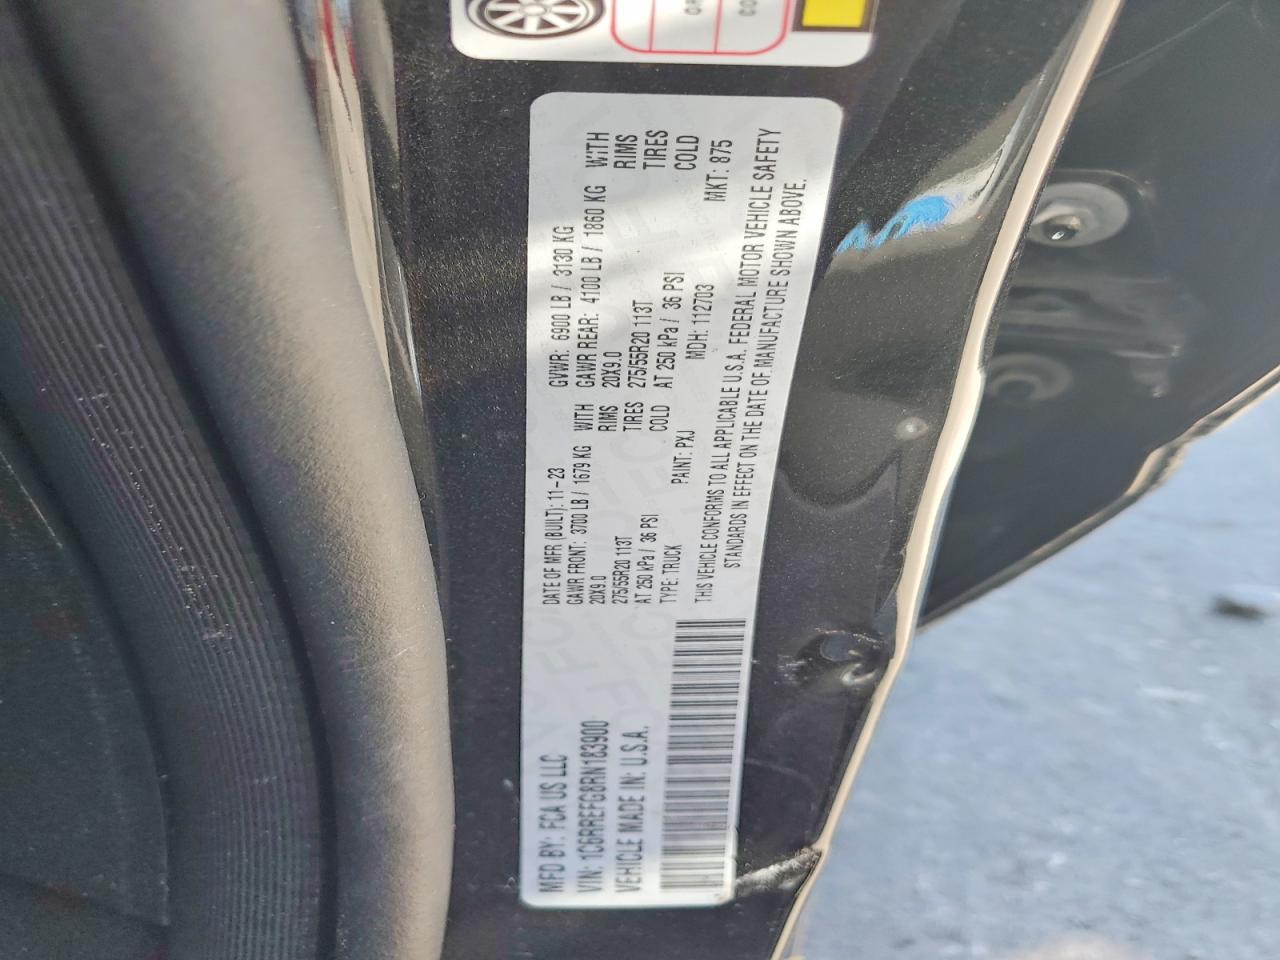 MFD BY: FCA US LLC
DATE OF MFR (BUILT): 11-23
GVWR: 6900 LB / 3130 KG
VIN: 1C6RREFG8RN183900
GAWR FRONT: 3700 LB / 1679 KG WITH
GAWR REAR: 4100 LB / 1860 KG WITH
20X9.0 RIMS
20X9.0 RIMS
275/55R20 113T TIRES
275/55R20 113T TIRES
VEHICLE MADE IN: U.S.A.
AT 250 kPa / 36 PSI COLD
AT 250 kPa / 36 PSI COLD
TYPE: TRUCK PAINT: PXJ MDH: 112703 MKT: 875
THIS VEHICLE CONFORMS TO ALL APPLICABLE U.S.A. FEDERAL MOTOR VEHICLE SAFETY
STANDARDS IN EFFECT ON THE DATE OF MANUFACTURE SHOWN ABOVE.